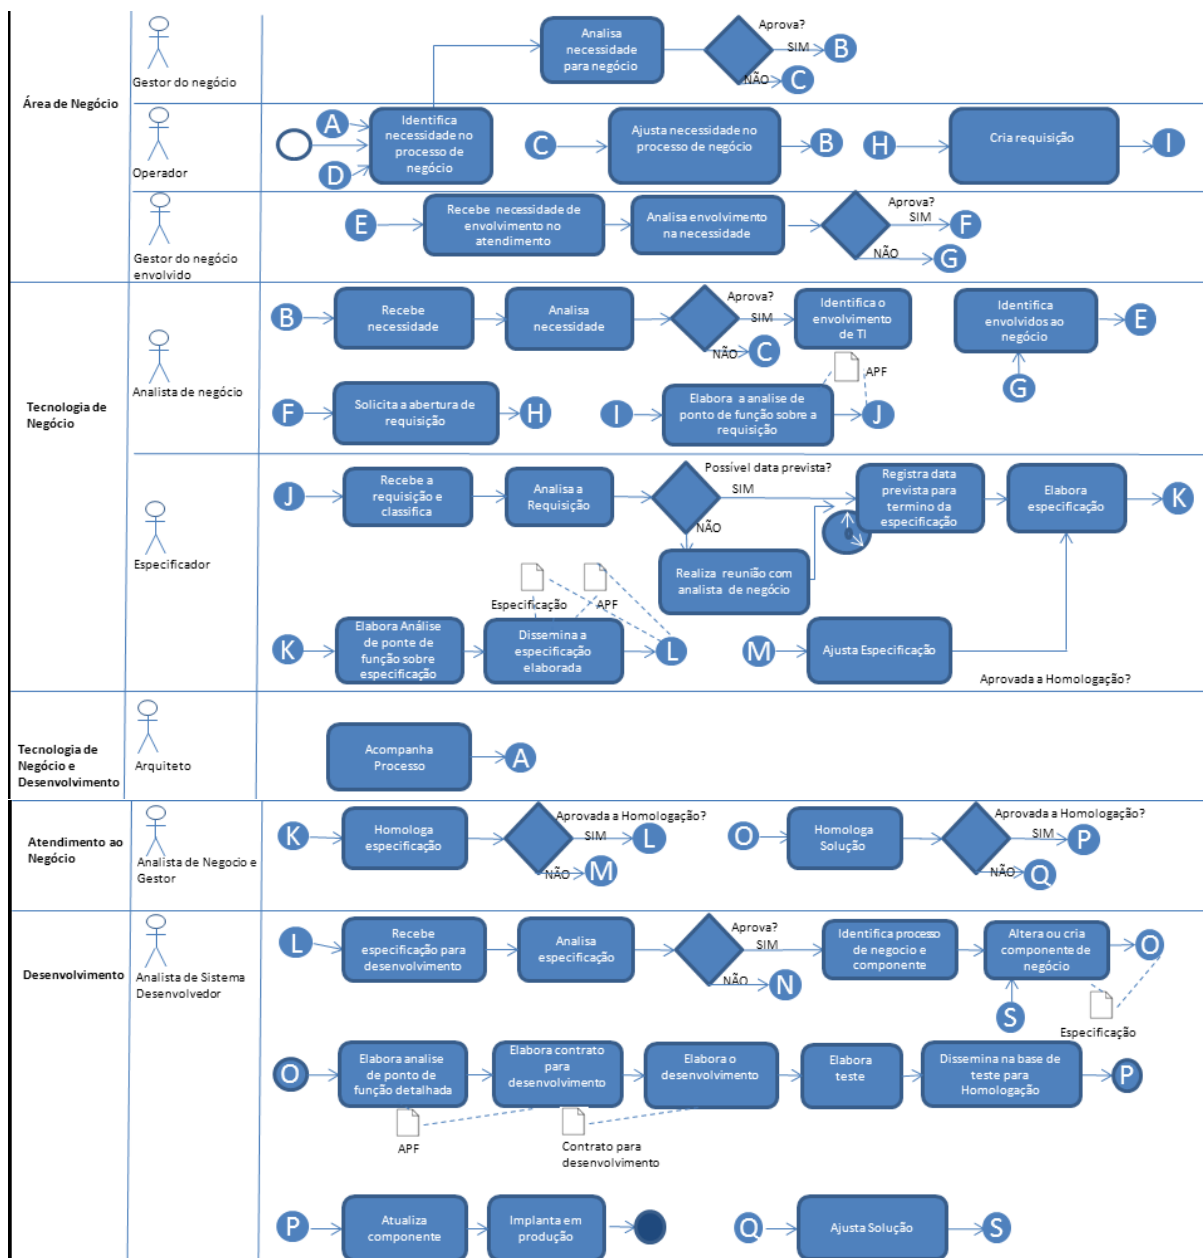 Área de Negócio
Gestor do negócio
Analisa
necessidade
para negócio
Aprova?
SIM
B
NÃO
C
Operador
A
D
Identifica
necessidade no
processo de
negócio
C
Ajusta necessidade no
processo de negócio
B
H
Cria requisição
I
Gestor do negócio
envolvido
E
Recebe necessidade de
envolvimento no
atendimento
Analisa envolvimento
na necessidade
Aprova?
SIM
F
NÃO
G
Tecnologia de
Negócio
Analista de negócio
B
Recebe
necessidade
Analisa
necessidade
Aprova?
SIM
NÃO
C
Identifica o
envolvimento
de TI
Identifica
envolvidos ao
negócio
E
G
F
Solicita a abertura de
requisição
H
I
Elabora a analise de
ponto de função sobre a
requisição
APF
J
Especificador
J
Recebe a
requisição e
classifica
Analisa a
Requisição
Possível data prevista?
SIM
NÃO
Realiza reunião com
analista de negócio
Registra data
prevista para
termino da
especificação
Elabora
especificação
K
Especificação
APF
K
Elabora Análise
de ponte de
função sobre
especificação
Dissemina a
especificação
elaborada
L
M
Ajusta Especificação
Aprovada a Homologação?
Tecnologia de
Negócio e
Desenvolvimento
Arquiteto
Acompanha
Processo
A
Atendimento ao
Negócio
Analista de Negocio e
Gestor
K
Homologa
especificação
Aprovada a Homologação?
SIM
L
NÃO
M
O
Homologa
Solução
Aprovada a Homologação?
SIM
P
NÃO
Q
Desenvolvimento
Analista de Sistema
Desenvolvedor
L
Recebe
especificação para
desenvolvimento
Analisa
especificação
Aprova?
SIM
NÃO
N
Identifica processo
de negocio e
componente
Altera ou cria
componente de
negócio
O
S
Especificação
O
Elabora analise
de ponto de
função detalhada
Elabora contrato
para
desenvolvimento
Elabora o
desenvolvimento
Elabora
teste
Dissemina na base de
teste para
Homologação
P
APF
Contrato para
desenvolvimento
P
Atualiza
componente
Implanta em
produção
Q
Ajusta Solução
S